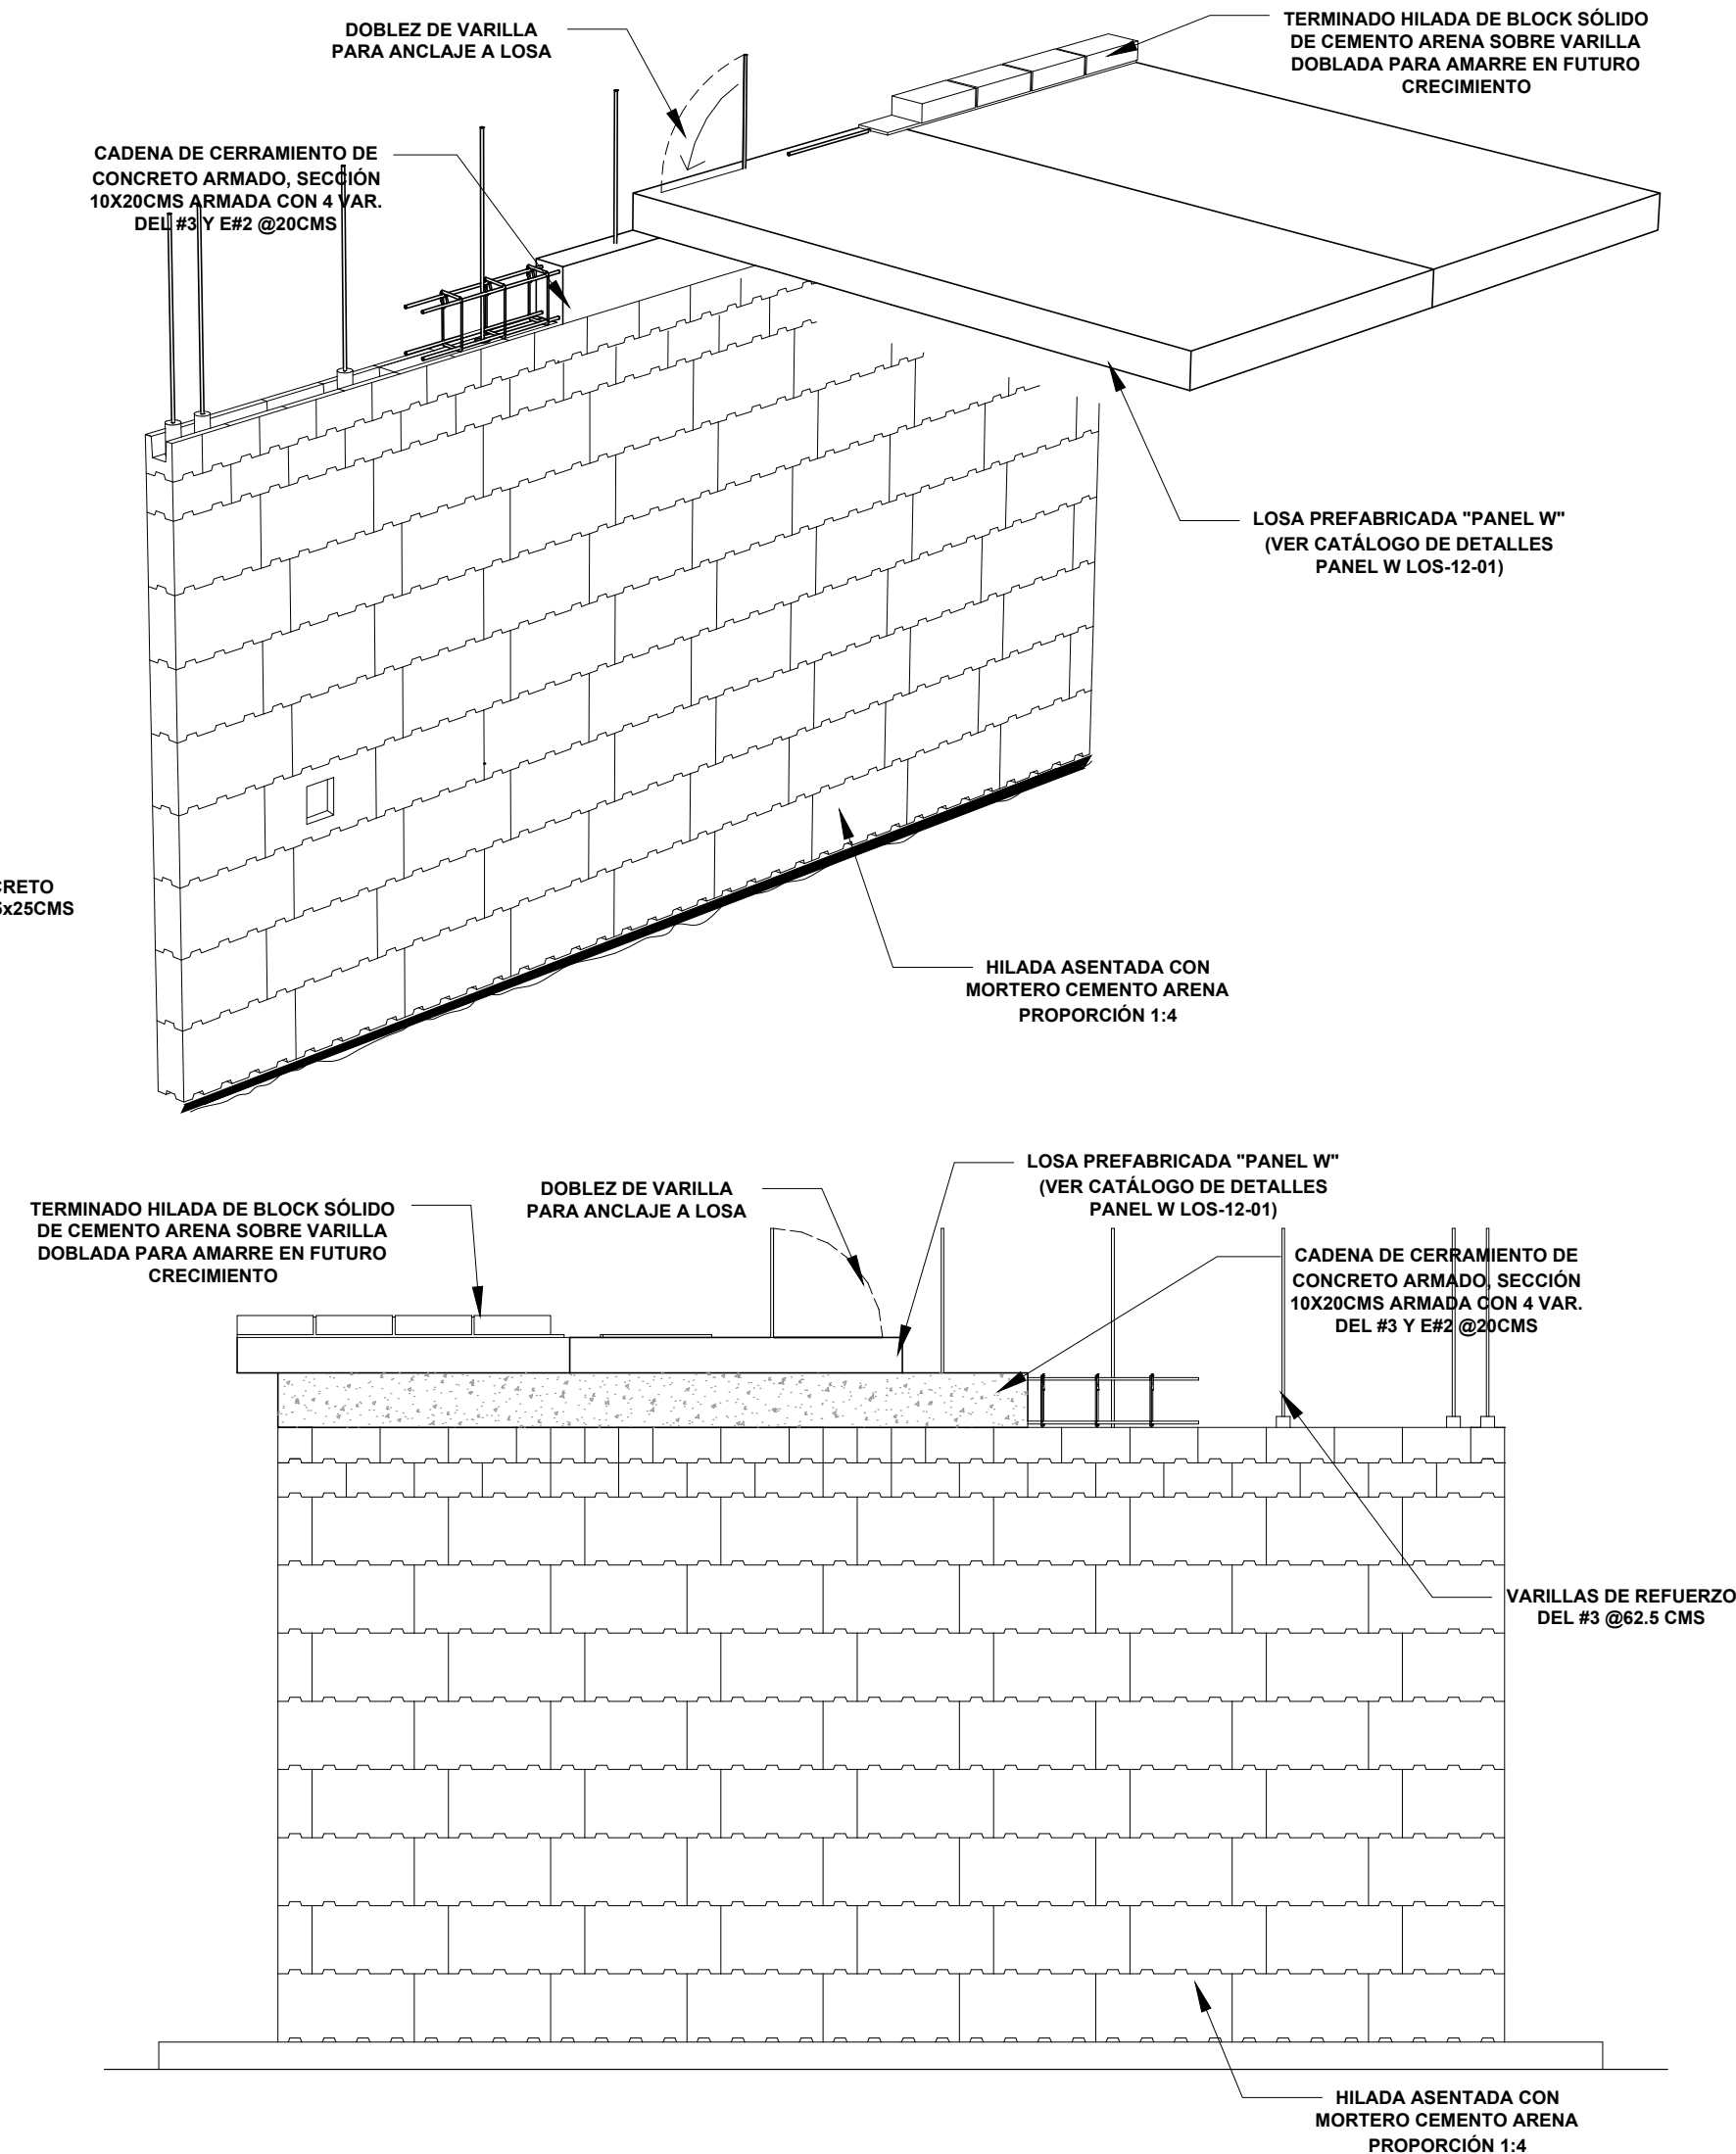 DOBLEZ DE VARILLA
PARA ANCLAJE A LOSA
TERMINADO HILADA DE BLOCK SÓLIDO
DE CEMENTO ARENA SOBRE VARILLA
DOBLADA PARA AMARRE EN FUTURO
CRECIMIENTO
CADENA DE CERRAMIENTO DE
CONCRETO ARMADO, SECCIÓN
10X20CMS ARMADA CON 4 VAR.
DEL #3 Y E#2 @20CMS
LOSA PREFABRICADA "PANEL W"
(VER CATÁLOGO DE DETALLES
PANEL W LOS-12-01)
CRETO
5x25CMS
HILADA ASENTADA CON
MORTERO CEMENTO ARENA
PROPORCIÓN 1:4
LOSA PREFABRICADA "PANEL W"
(VER CATÁLOGO DE DETALLES
PANEL W LOS-12-01)
DOBLEZ DE VARILLA
PARA ANCLAJE A LOSA
TERMINADO HILADA DE BLOCK SÓLIDO
DE CEMENTO ARENA SOBRE VARILLA
DOBLADA PARA AMARRE EN FUTURO
CRECIMIENTO
CADENA DE CERRAMIENTO DE
CONCRETO ARMADO, SECCIÓN
10X20CMS ARMADA CON 4 VAR.
DEL #3 Y E#2 @20CMS
VARILLAS DE REFUERZO
DEL #3 @62.5 CMS
HILADA ASENTADA CON
MORTERO CEMENTO ARENA
PROPORCIÓN 1:4